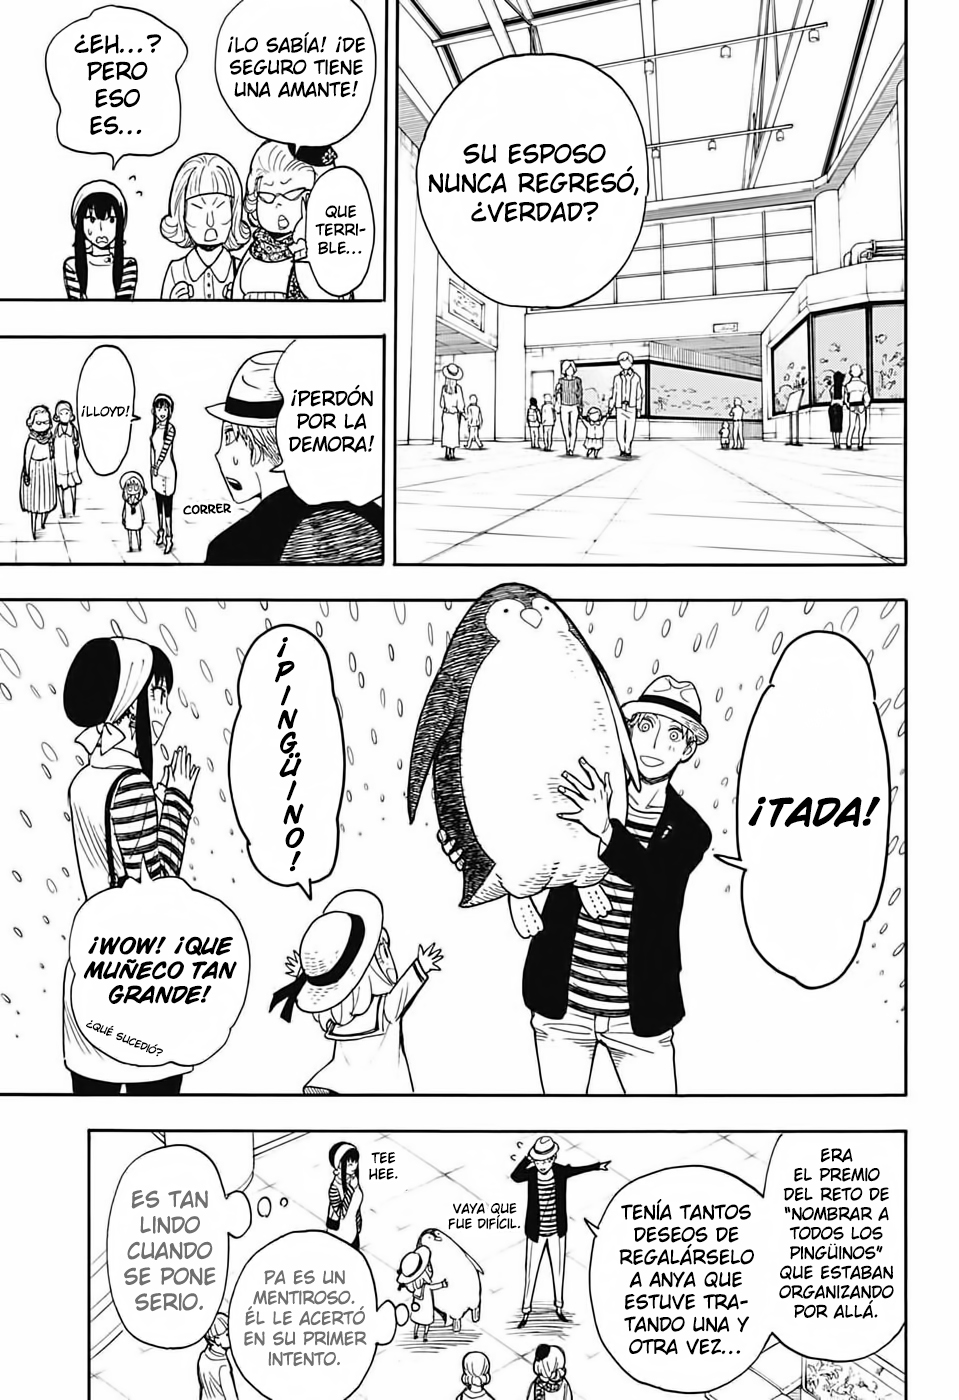 SU ESPOSO
NUNCA REGRESÓ,
¿VERDAD?
¡LO SABÍA! ¡DE
SEGURO TIENE
UNA AMANTE!
QUE
TERRI-
BLE...
¿EH...?
PERO
ESO
ES...
¡PERDÓN
POR LA
DEMORA!
CORRER
¡LLOYD!
¡TADA!
¡PINGÜINO!
¡WOW! ¡QUE
MUÑECO TAN
GRANDE!
¿QUÉ SUCEDIÓ?
ERA
EL PREMIO
DEL RETO DE
"NOMBRAR A
TODOS LOS
PINGÜINOS"
QUE ESTABAN
ORGANIZANDO
POR ALLÁ.
TENÍA TANTOS
DESEOS DE
REGALÁRSELO
A ANYA QUE
ESTUVE TRA-
TANDO UNA Y
OTRA VEZ...
VAYA QUE
FUE DIFÍCIL.
TEE
HEE.
PA ES UN
MENTIROSO.
ÉL LE ACERTÓ
EN SU PRIMER
INTENTO.
ES TAN
LINDO
CUANDO
SE PONE
SERIO.